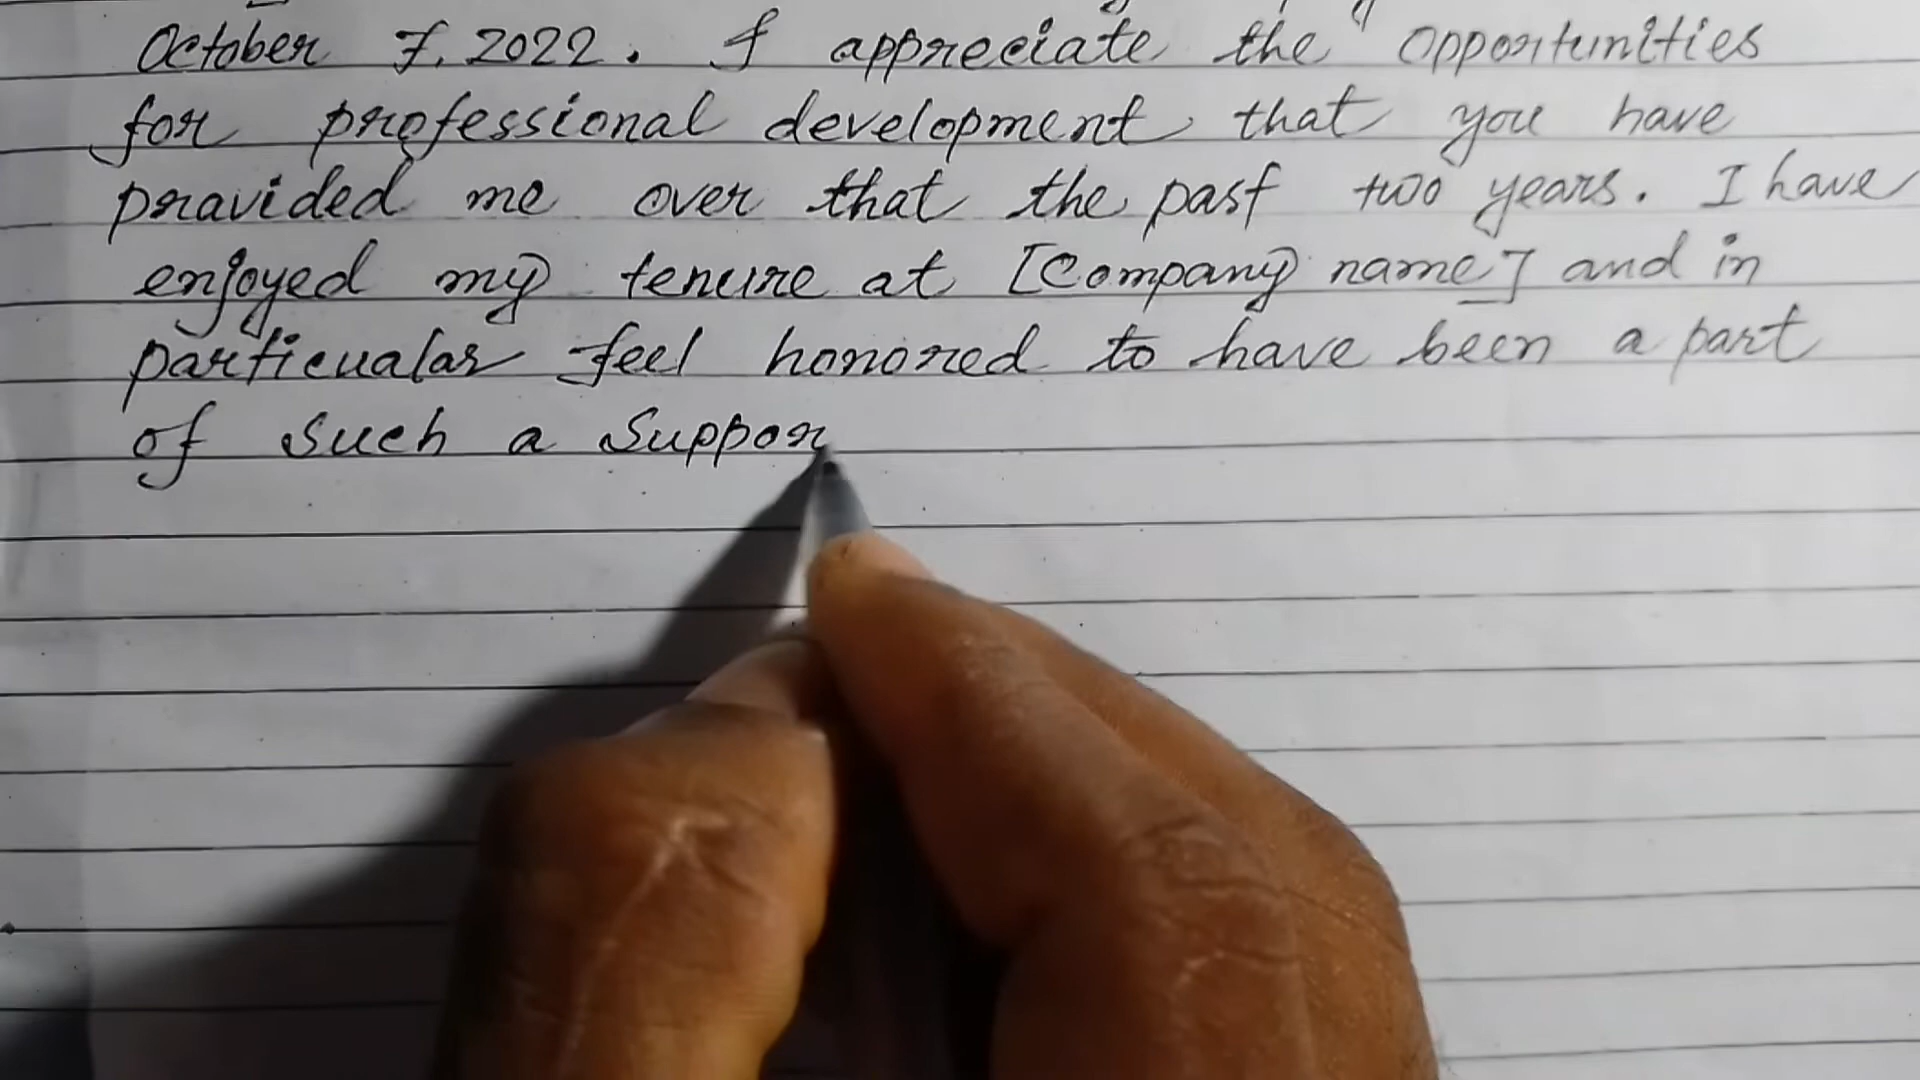 October 7, 2022. I appreciate the opportunities
for professional development that you have
pravided me over that the past two years. I have
enjoyed my tenure at [Company name] and in
particualar feel honored to have been a part
of such a Suppor